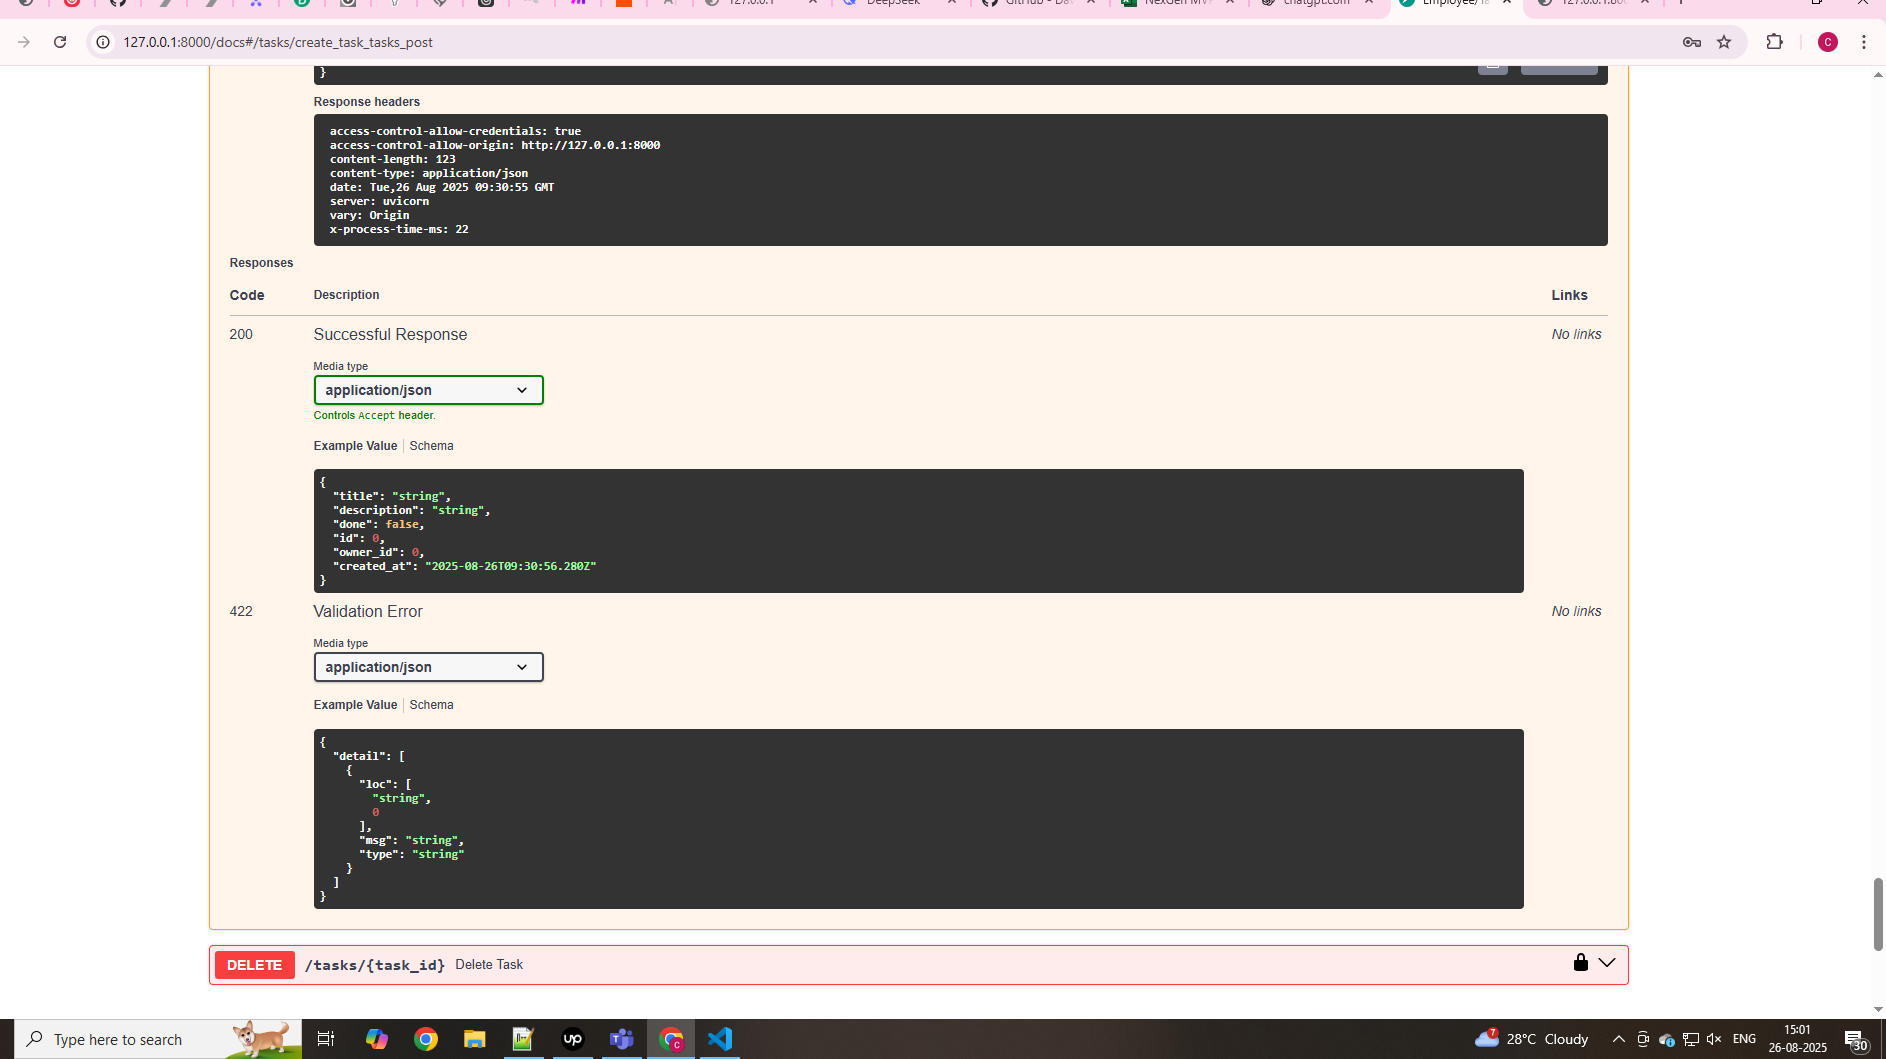 127.0.0.1
DeepSeek
GitHub - Da
NexGen MVP
chatgpt.com
Employee/Ta
127.0.0.1:800
127.0.0.1:8000/docs#/tasks/create_task_tasks_post
C
}
Response headers
access-control-allow-credentials: true
access-control-allow-origin: http://127.0.0.1:8000
content-length: 123
content-type: application/json
date: Tue,26 Aug 2025 09:30:55 GMT
server: uvicorn
vary: Origin
x-process-time-ms: 22
Responses
Code Description Links
200 Successful Response No links
Media type
application/json
Controls Accept header.
Example Value Schema
{
"title": "string",
"description": "string",
"done": false,
"id": 0,
"owner_id": 0,
"created_at": "2025-08-26T09:30:56.280Z"
}
422 Validation Error No links
Media type
application/json
Example Value Schema
{
"detail": [
{
"loc": [
"string",
0
],
"msg": "string",
"type": "string"
}
]
}
DELETE /tasks/{task_id} Delete Task
Type here to search
up
C
7
28°C Cloudy
ENG
15:01
26-08-2025
30